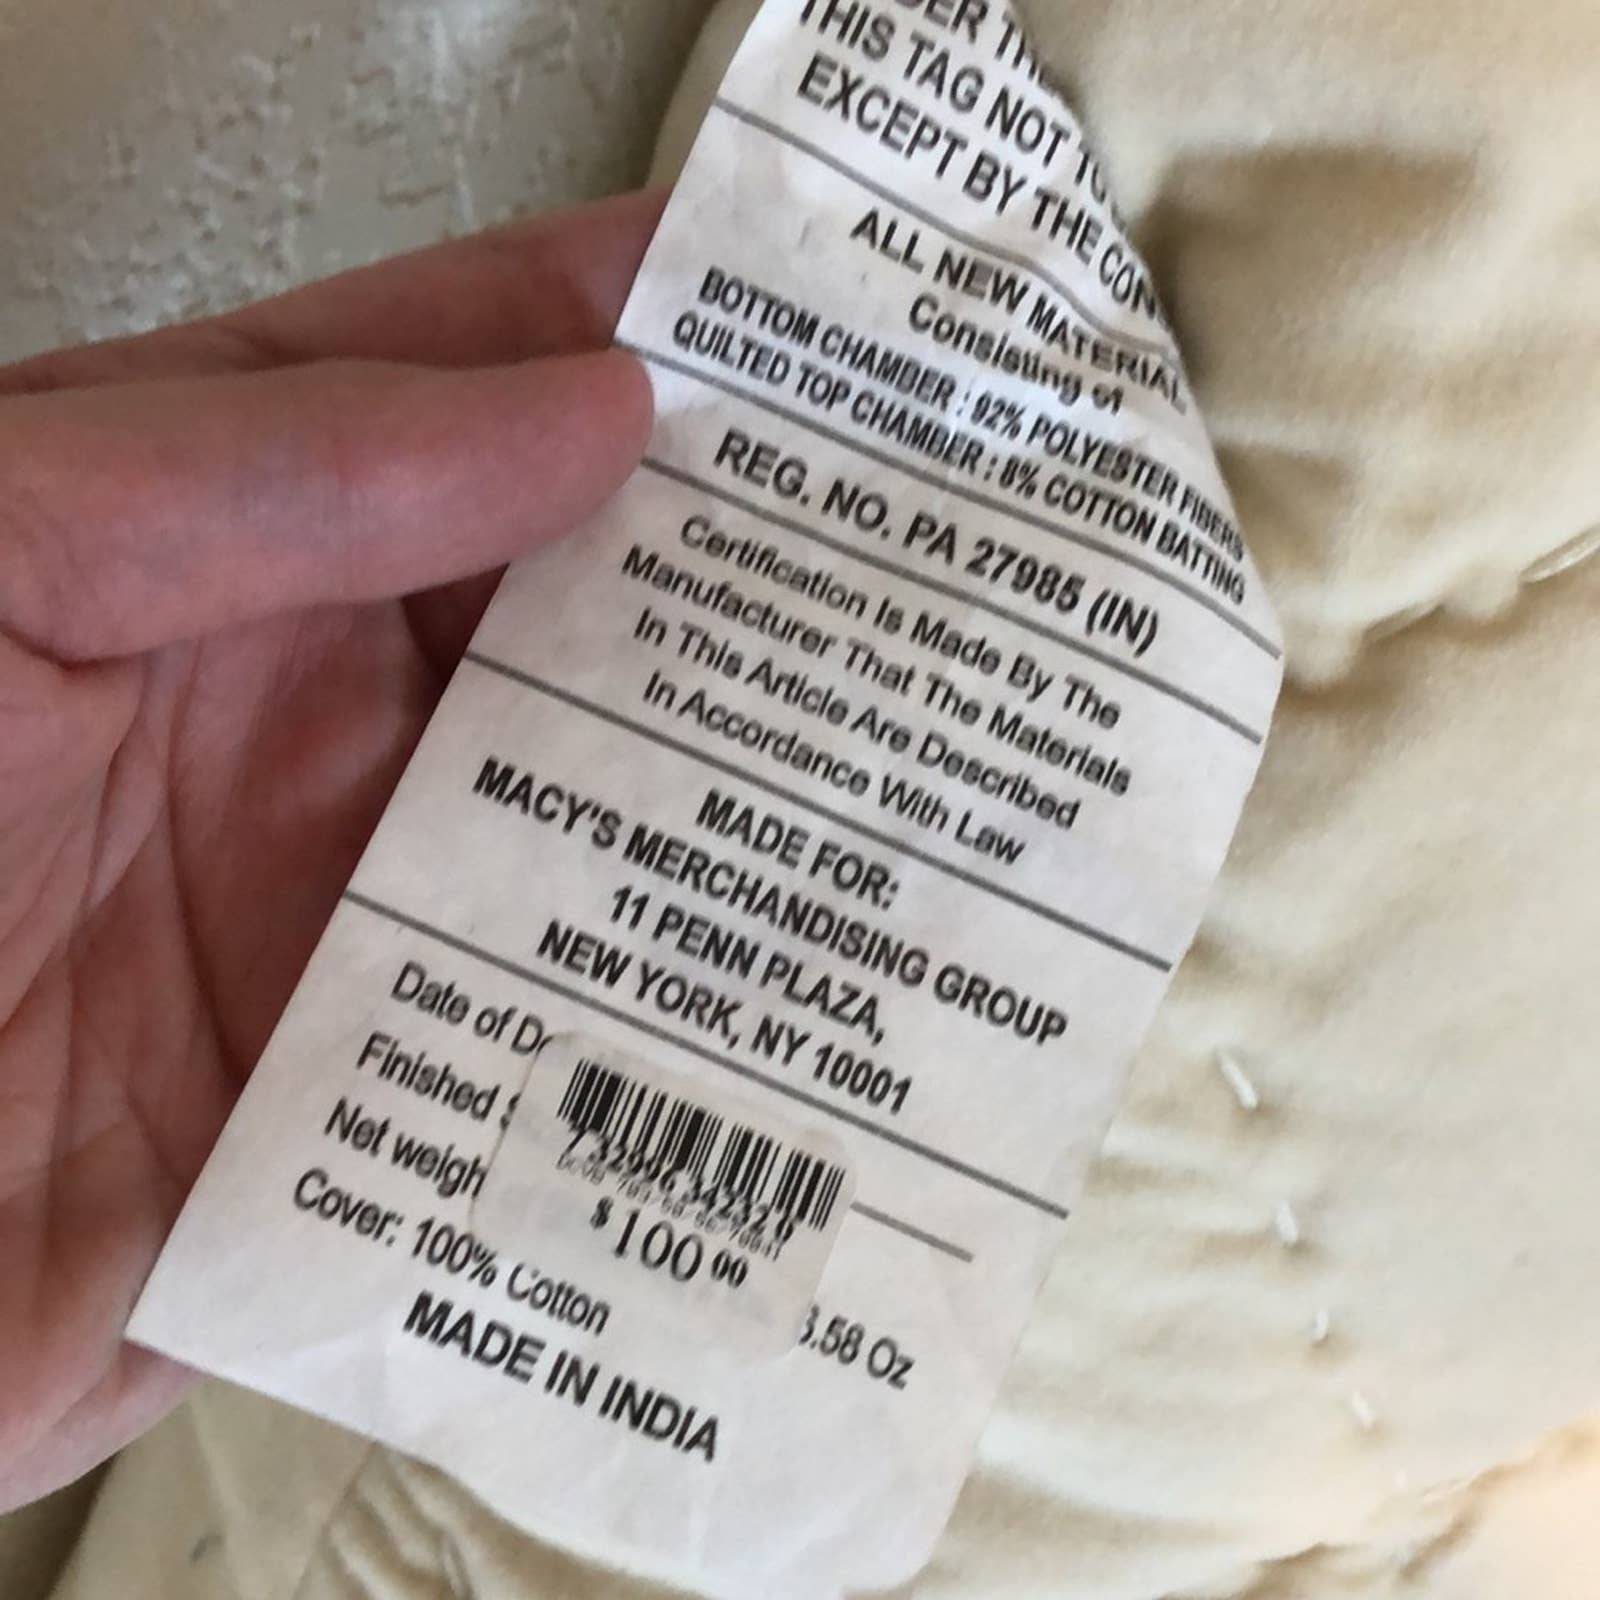 THIS TAG NOT
EXCEPT BY THE CON
ALL NEW MATERIAL
Consisting of
BOTTOM CHAMBER : 92% POLYESTER FIBERS
QUILTED TOP CHAMBER : 8% COTTON BATTING
REG. NO. PA 27985 (IN)
Certification Is Made By The
Manufacturer That The Materials
In This Article Are Described
In Accordance With Law
MADE FOR:
MACY'S MERCHANDISING GROUP
11 PENN PLAZA,
NEW YORK, NY 10001
Date of
Finished
Net weigh
.58 Oz
Cover: 100% Cotton
MADE IN INDIA
$100 00